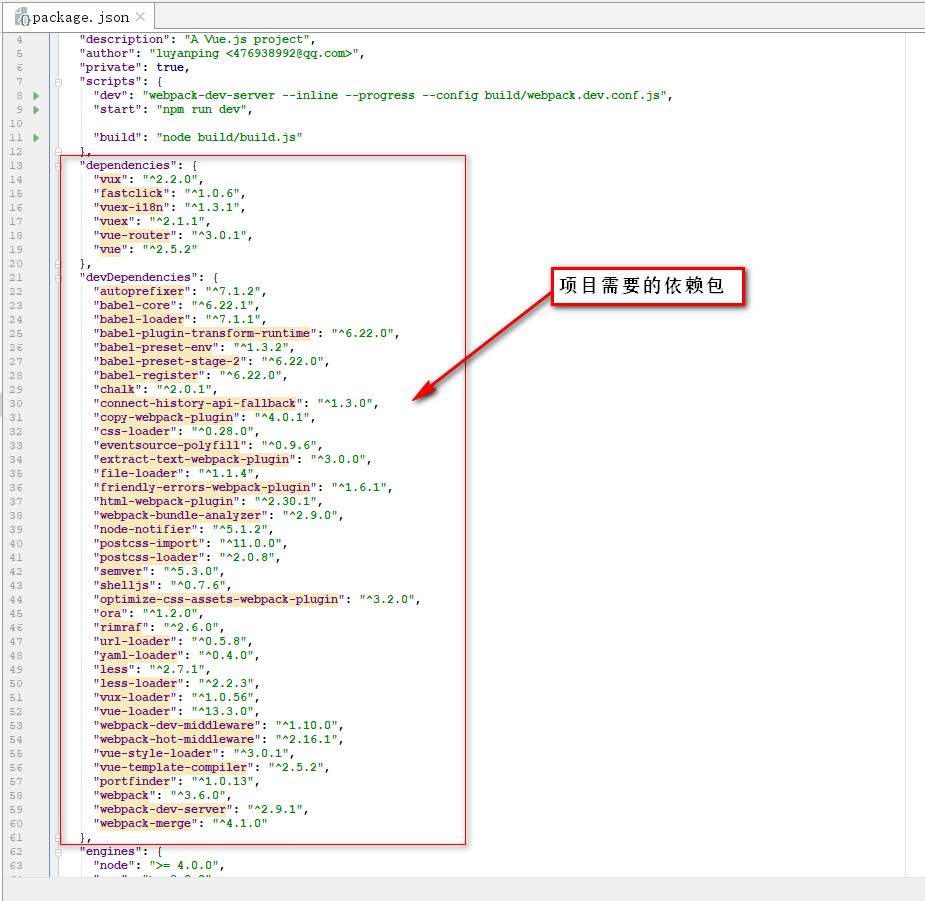 package.json
4 "description": "A Vue.js project",
5 "author": "luyanping <476938992@qq.com>",
6 "private": true,
7 "scripts": {
8 "dev": "webpack-dev-server --inline --progress --config build/webpack.dev.conf.js",
9 "start": "npm run dev",
10
11 "build": "node build/build.js"
12 },
13 "dependencies": {
14 "vux": "^2.2.0",
15 "fastclick": "^1.0.6",
16 "vuex-i18n": "^1.3.1",
17 "vuex": "^2.1.1",
18 "vue-router": "^3.0.1",
19 "vue": "^2.5.2"
20 },
21 "devDependencies": {
22 "autoprefixer": "^7.1.2",
项目需要的依赖包
23 "babel-core": "^6.22.1",
24 "babel-loader": "^7.1.1",
25 "babel-plugin-transform-runtime": "^6.22.0",
26 "babel-preset-env": "^1.3.2",
27 "babel-preset-stage-2": "^6.22.0",
28 "babel-register": "^6.22.0",
29 "chalk": "^2.0.1",
30 "connect-history-api-fallback": "^1.3.0",
31 "copy-webpack-plugin": "^4.0.1",
32 "css-loader": "^0.28.0",
33 "eventsource-polyfill": "^0.9.6",
34 "extract-text-webpack-plugin": "^3.0.0",
35 "file-loader": "^1.1.4",
36 "friendly-errors-webpack-plugin": "^1.6.1",
37 "html-webpack-plugin": "^2.30.1",
38 "webpack-bundle-analyzer": "^2.9.0",
39 "node-notifier": "^5.1.2",
40 "postcss-import": "^11.0.0",
41 "postcss-loader": "^2.0.8",
42 "semver": "^5.3.0",
43 "shelljs": "^0.7.6",
44 "optimize-css-assets-webpack-plugin": "^3.2.0",
45 "ora": "^1.2.0",
46 "rimraf": "^2.6.0",
47 "url-loader": "^0.5.8",
48 "yaml-loader": "^0.4.0",
49 "less": "^2.7.1",
50 "less-loader": "^2.2.3",
51 "vux-loader": "^1.0.56",
52 "vue-loader": "^13.3.0",
53 "webpack-dev-middleware": "^1.10.0",
54 "webpack-hot-middleware": "^2.16.1",
55 "vue-style-loader": "^3.0.1",
56 "vue-template-compiler": "^2.5.2",
57 "portfinder": "^1.0.13",
58 "webpack": "^3.6.0",
59 "webpack-dev-server": "^2.9.1",
60 "webpack-merge": "^4.1.0"
61 },
62 "engines": {
63 "node": ">= 4.0.0",